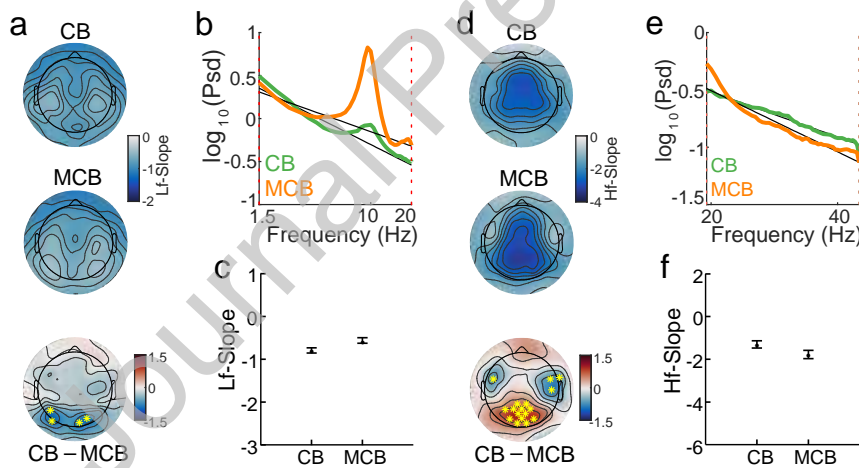 a
CB
0
Lf-Slope
-2
MCB
1.5
0
-1.5
CB – MCB
b
1
0.5
0
-0.5
-1
log10(Psd)
CB
MCB
1.5
10
20
Frequency (Hz)
c
1
0
-1
-2
-3
Lf-Slope
CB
MCB
d
CB
0
Hf-Slope
-4
MCB
1.5
0
-1.5
CB – MCB
e
-0
-0.5
-1
-1.5
log10(Psd)
CB
MCB
20
40
Frequency (Hz)
f
2
0
-2
-4
-6
Hf-Slope
CB
MCB
Journal Pre